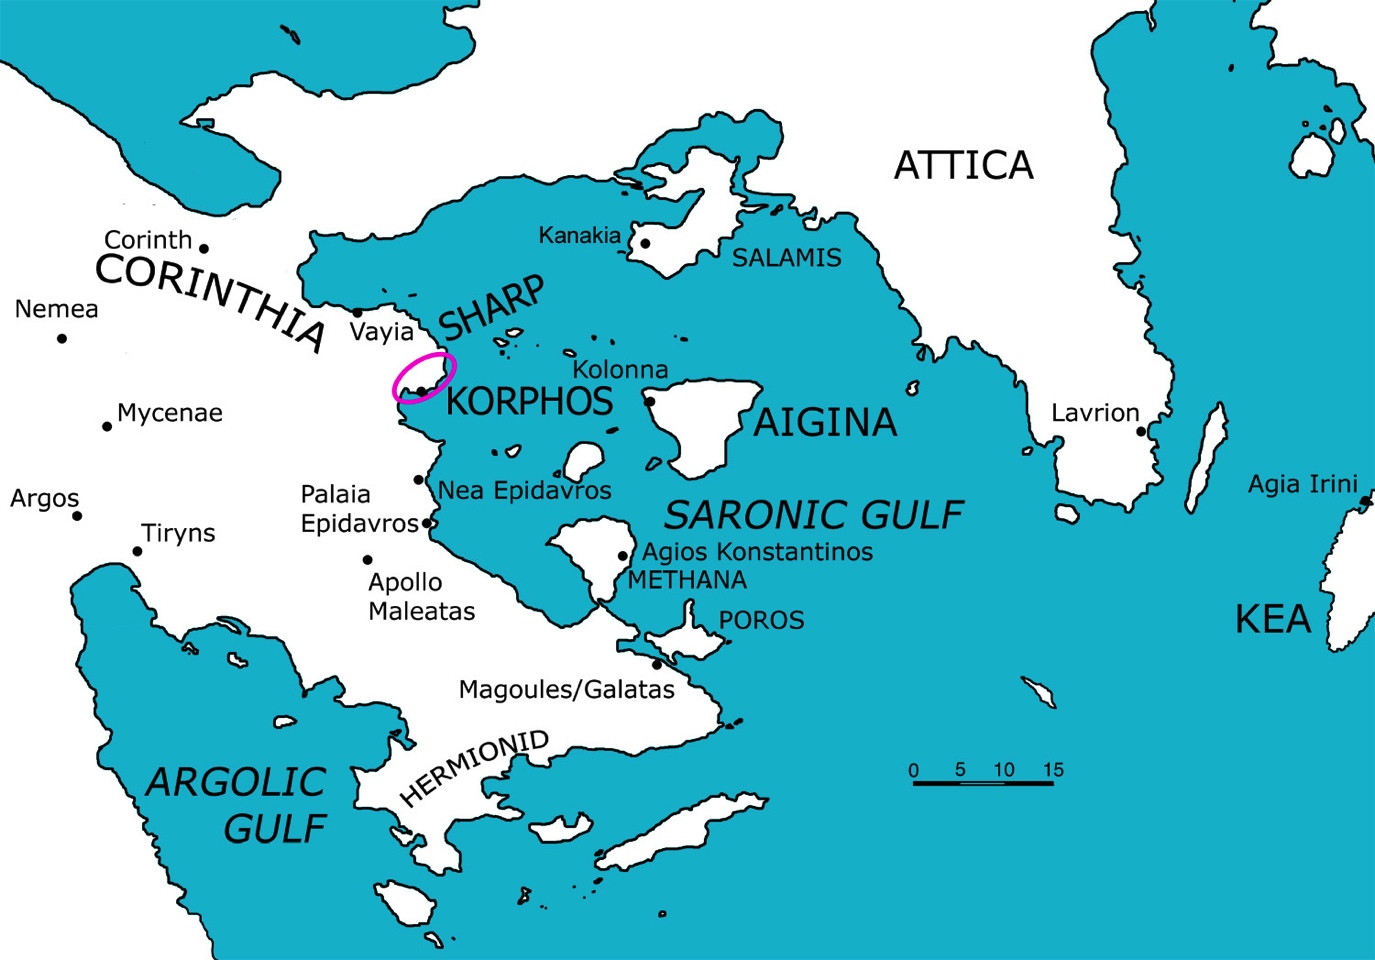 ATTICA
Corinth
CORINTHIA
Kanakia
SALAMIS
Nemea
Vayia
SHARP
Kolonna
KORPHOS
AIGINA
Mycenae
Lavrion
Argos
Palaia
Epidavros
Nea Epidavros
Agia Irini
SARONIC GULF
Tiryns
Agios Konstantinos
METHANA
Apollo
Maleatas
POROS
KEA
Magoules/Galatas
HERMIONID
ARGOLIC
GULF
0 5 10 15